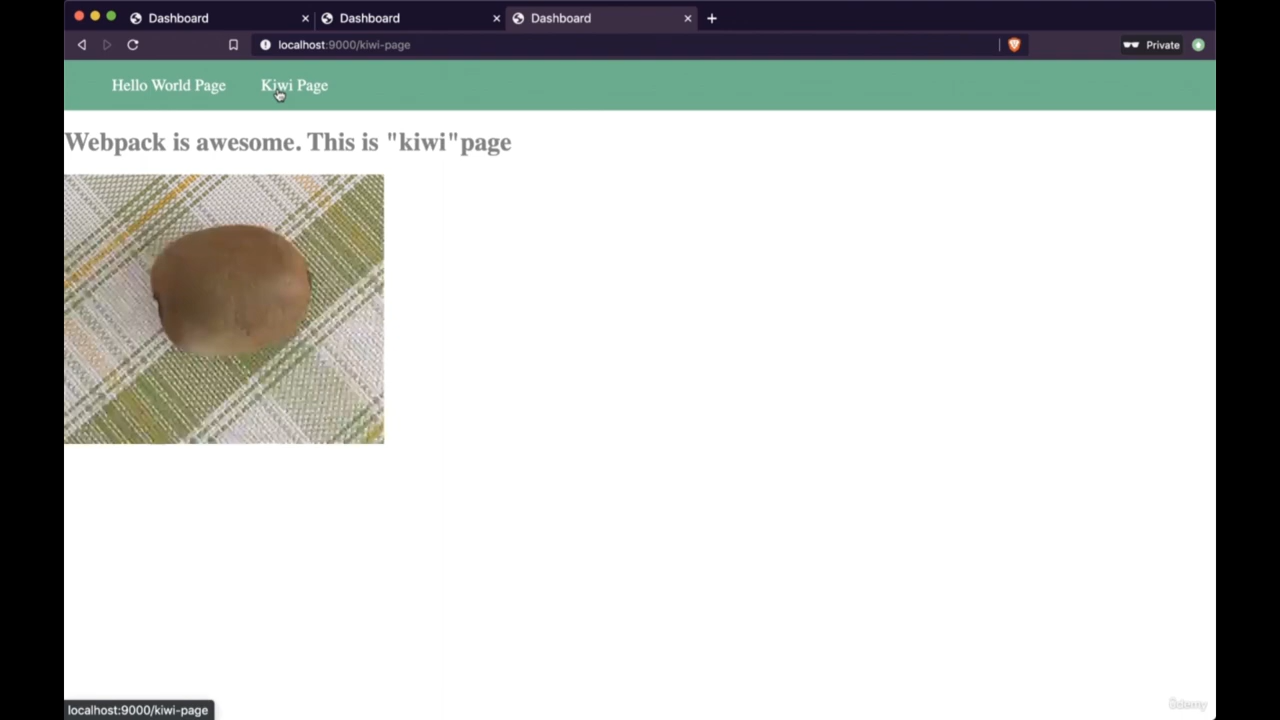 Dashboard
Dashboard
Dashboard
localhost:9000/kiwi-page
Private
Hello World Page
Kiwi Page
Webpack is awesome. This is "kiwi"page
localhost:9000/kiwi-page
ûdemy